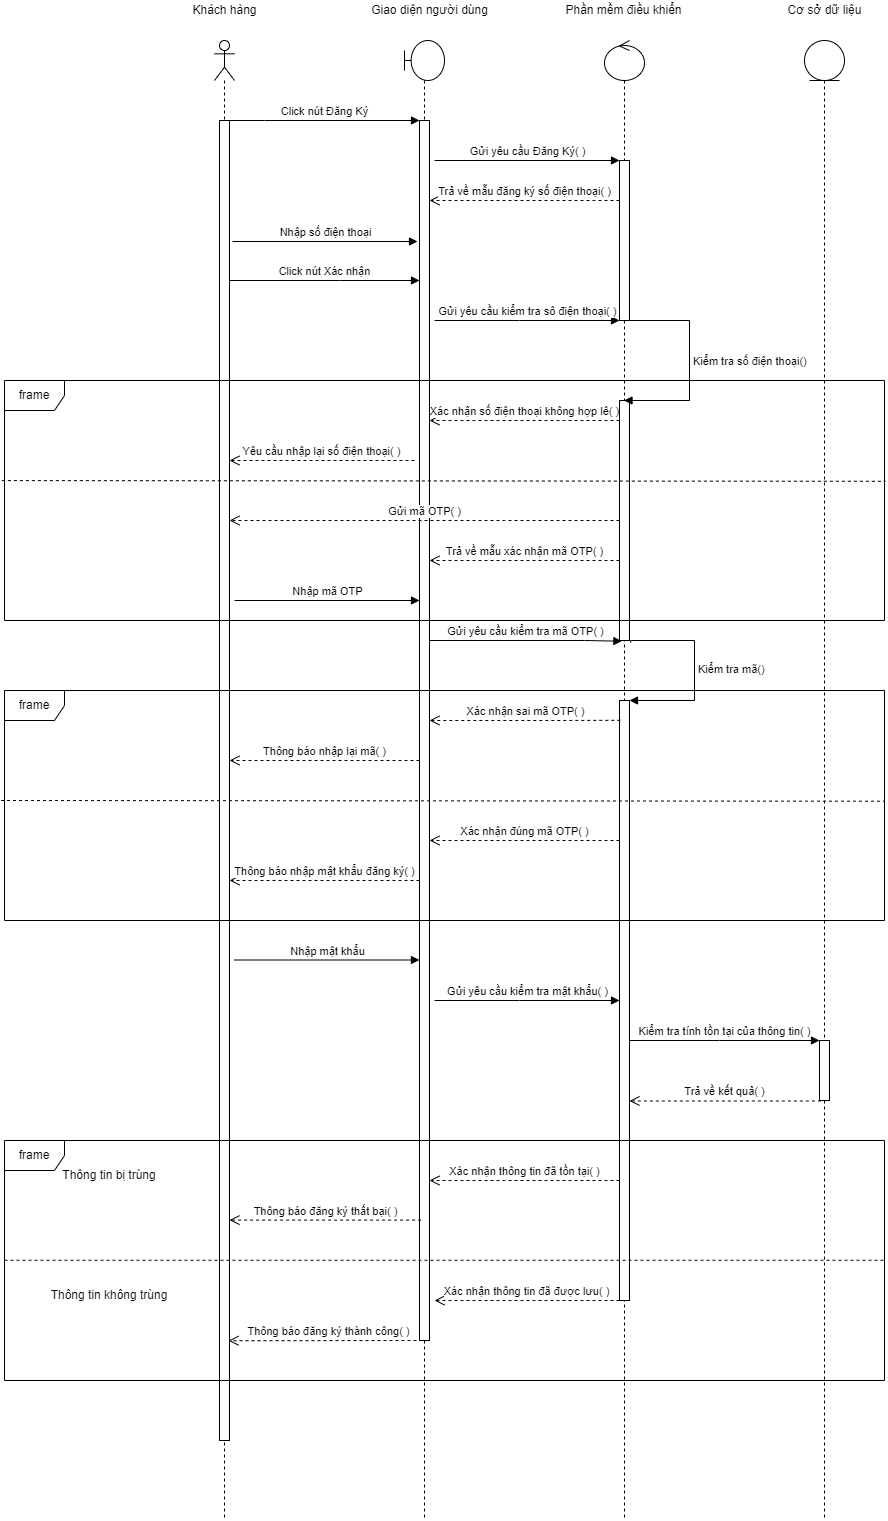 Khách hàng
Giao diện người dùng
Phần mềm điều khiển
Cơ sở dữ liệu
Click nút Đăng Ký
Gửi yêu cầu Đăng Ký( )
Trả về mẫu đăng ký số điện thoại( )
Nhập số điện thoại
Click nút Xác nhận
Gửi yêu cầu kiểm tra sô điện thoại( )
Kiểm tra số điện thoại()
frame
Xác nhận số điện thoại không hợp lê( )
Yêu cầu nhập lại số điện thoại( )
Gửi mã OTP( )
Trả về mẫu xác nhận mã OTP( )
Nhập mã OTP
Gửi yêu cầu kiểm tra mã OTP( )
Kiểm tra mã()
frame
Xác nhận sai mã OTP( )
Thông báo nhập lại mã( )
Xác nhận đúng mã OTP( )
Thông báo nhập mật khẩu đăng ký( )
Nhập mật khẩu
Gửi yêu cầu kiểm tra mật khẩu( )
Kiểm tra tính tồn tại của thông tin( )
Trả về kết quả( )
frame
Thông tin bị trùng
Xác nhận thông tin đã tồn tại( )
Thông báo đăng ký thất bại( )
Thông tin không trùng
Xác nhận thông tin đã được lưu( )
Thông báo đăng ký thành công( )